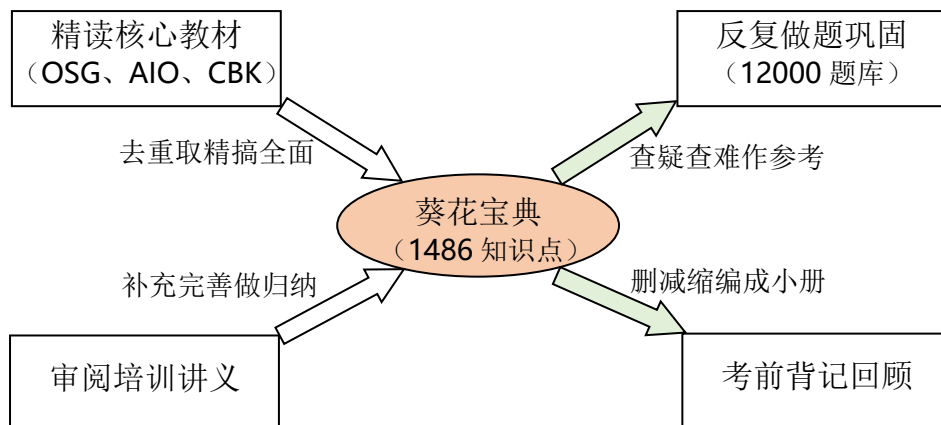 精读核心教材
（OSG、AIO、CBK）
反复做题巩固
（12000 题库）
去重取精搞全面
查疑查难作参考
葵花宝典
（1486 知识点）
补充完善做归纳
删减缩编成小册
审阅培训讲义
考前背记回顾